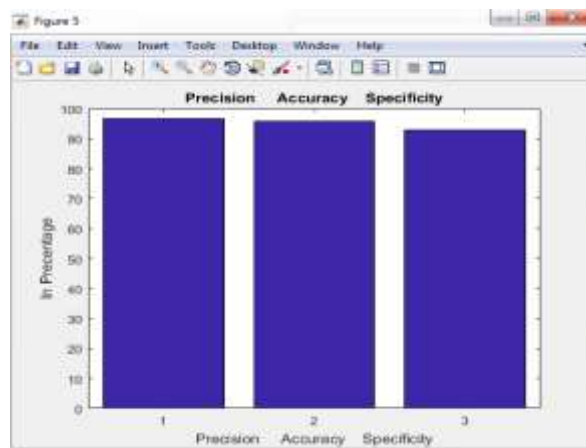 Figure 5
File Edit View Insert Tools Desktop Window Help
Precision Accuracy Specificity
100
90
80
70
60
50
40
30
20
10
0
In Precentage
1 2 3
Precision Accuracy Specificity